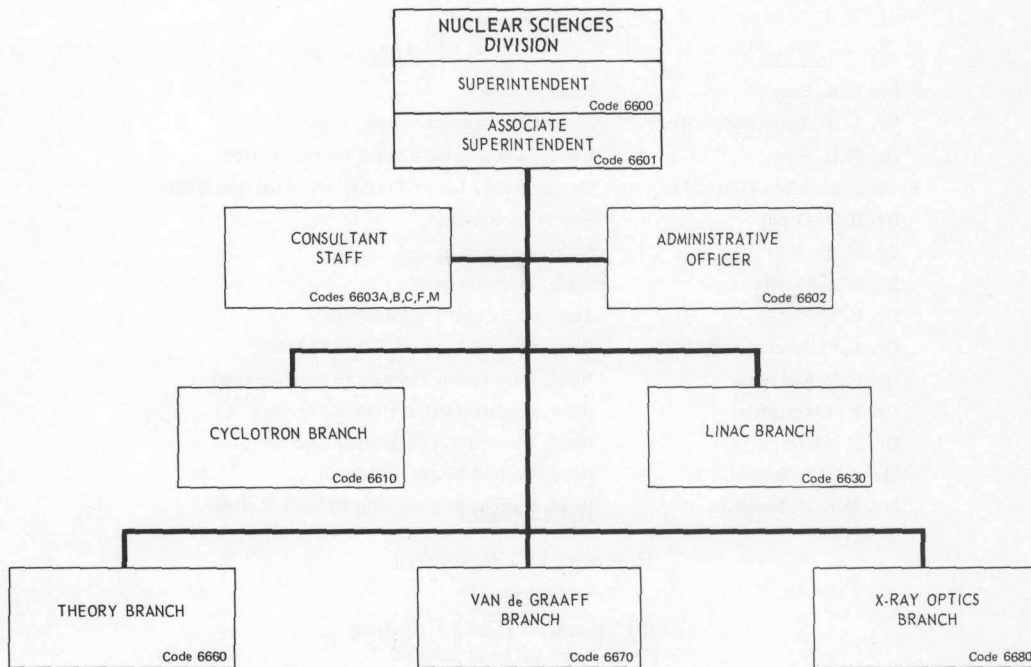 NUCLEAR SCIENCES
DIVISION
SUPERINTENDENT
Code 6600
ASSOCIATE
SUPERINTENDENT
Code 6601
CONSULTANT
STAFF
Codes 6603A,B,C,F,M
ADMINISTRATIVE
OFFICER
Code 6602
CYCLOTRON BRANCH
Code 6610
LINAC BRANCH
Code 6630
THEORY BRANCH
Code 6660
VAN de GRAAFF
BRANCH
Code 6670
X-RAY OPTICS
BRANCH
Code 6680